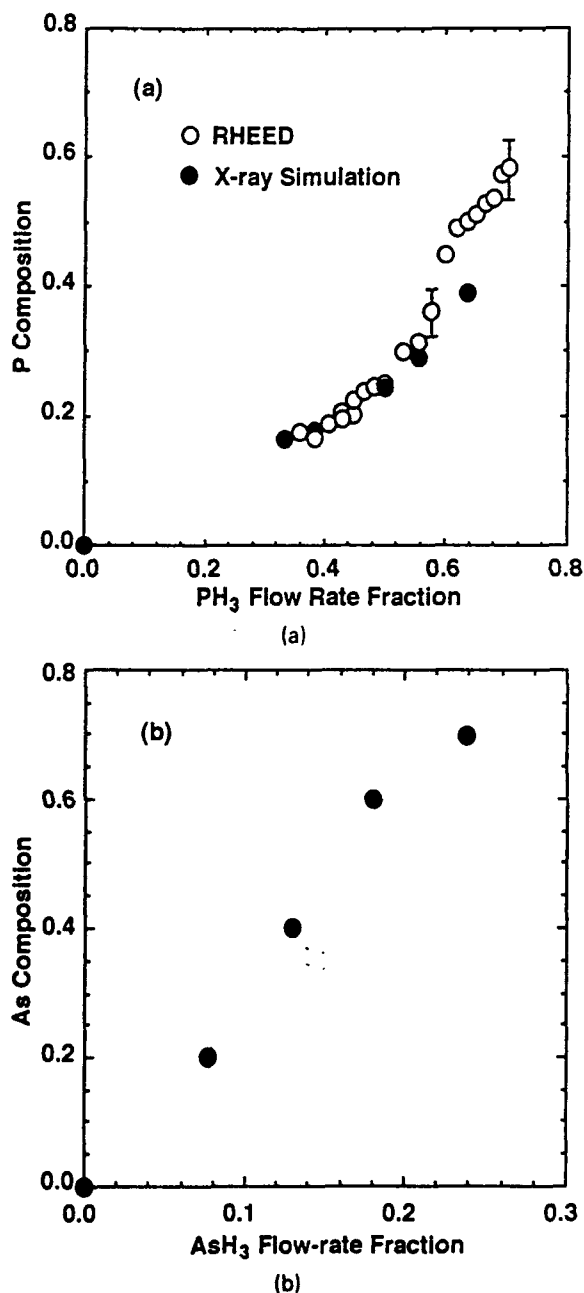 0.8
(a)
RHEED
X-ray Simulation
0.6
0.4
0.2
0.0
P Composition
0.0 0.2 0.4 0.6 0.8
PH3 Flow Rate Fraction
(a)
0.8
(b)
0.6
0.4
0.2
0.0
As Composition
0.0 0.1 0.2 0.3
AsH3 Flow-rate Fraction
(b)